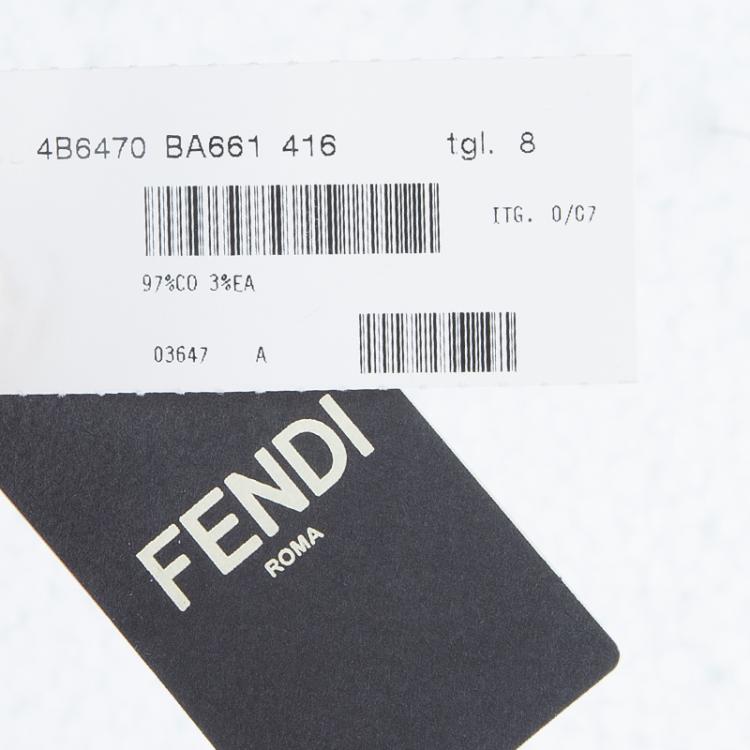 4B6470 BA661 416 tgl. 8
ITG. 0/C7
97%CO 3%EA
03647 A
FENDI
ROMA